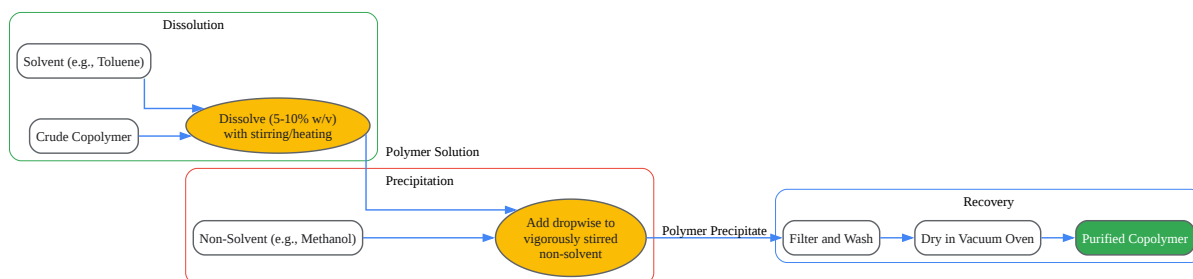 Dissolution
Solvent (e.g., Toluene)
Crude Copolymer
Dissolve (5-10% w/v)
with stirring/heating
Polymer Solution
Precipitation
Non-Solvent (e.g., Methanol)
Add dropwise to
vigorously stirred
non-solvent
Polymer Precipitate
Recovery
Filter and Wash
Dry in Vacuum Oven
Purified Copolymer